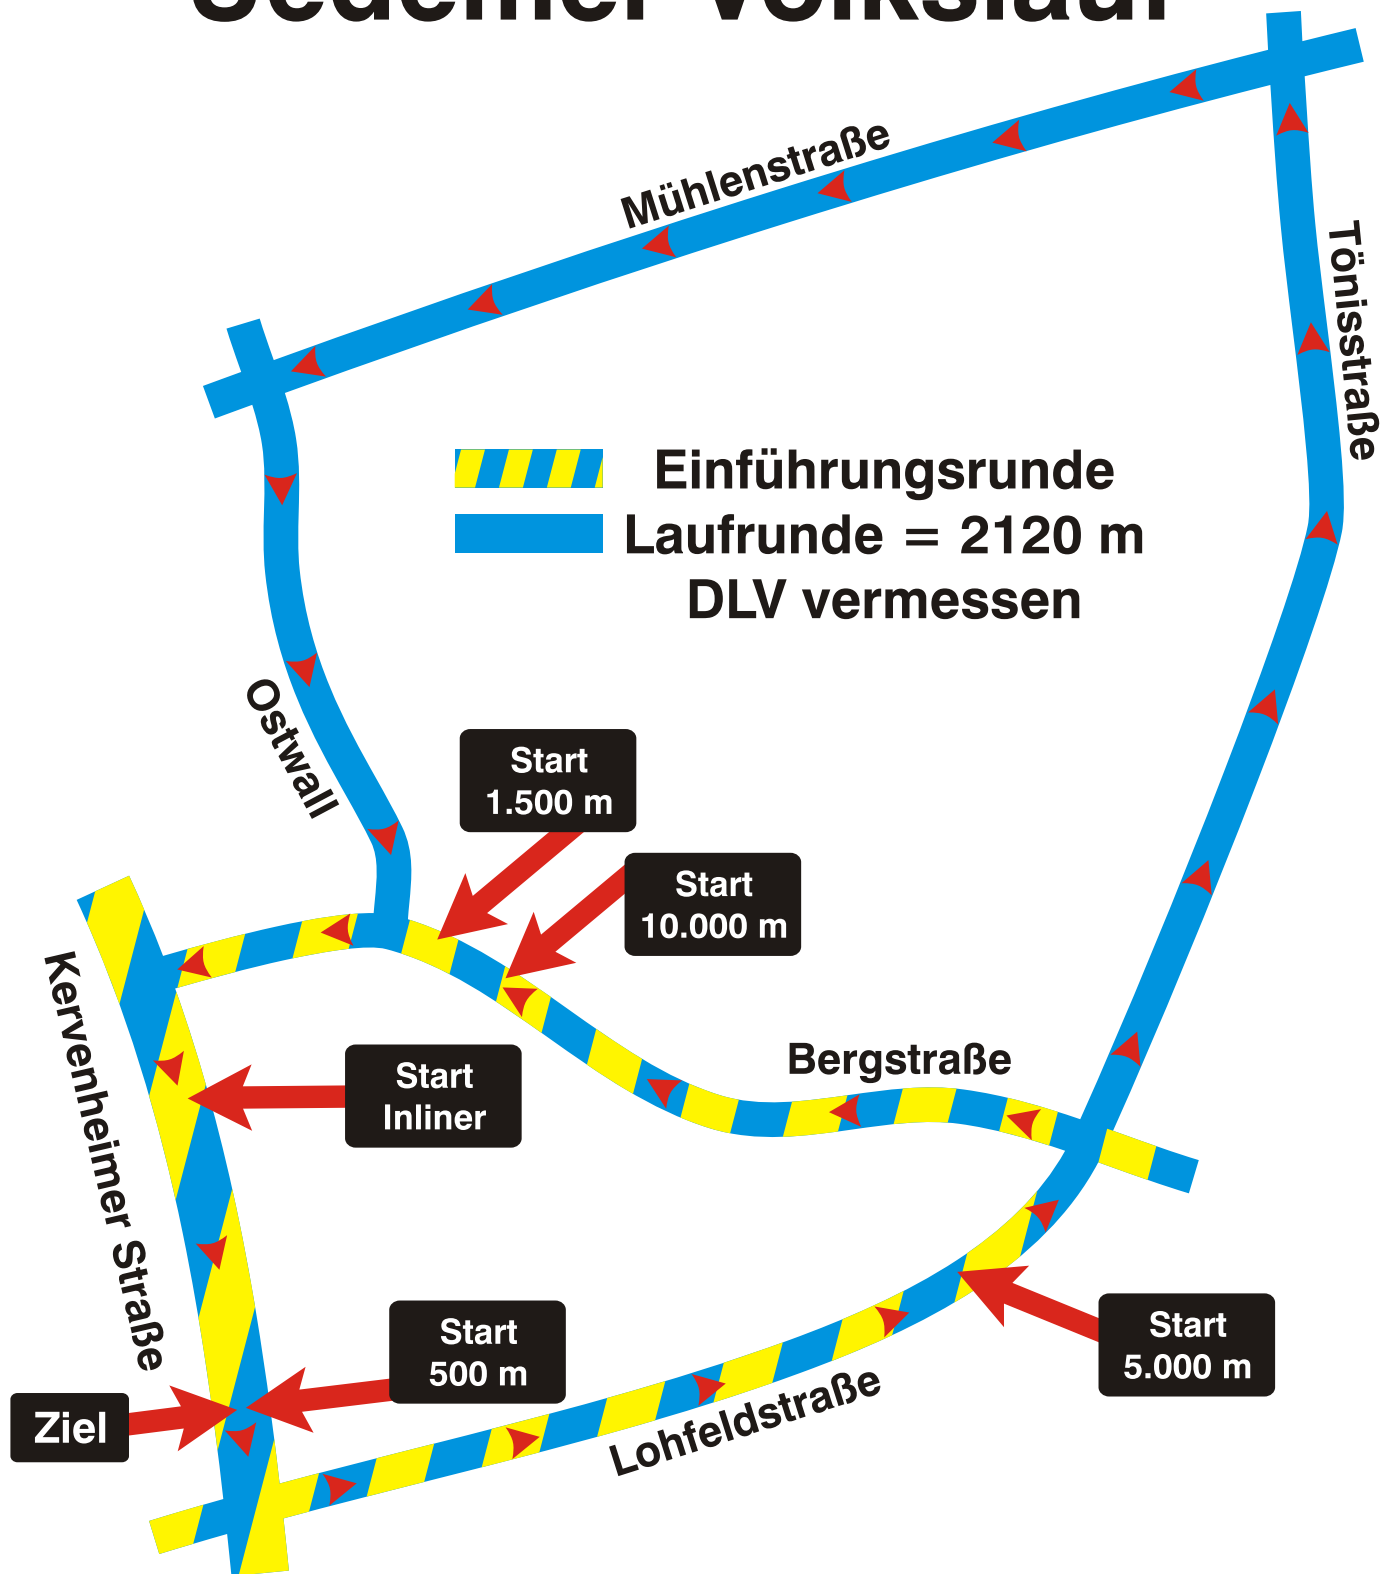 Volkslauf
Mühlenstraße
Tönisstraße
Einführungsrunde
Laufrunde = 2120 m
DLV vermessen
Ostwall
Start
1.500 m
Start
10.000 m
Kervenheimer Straße
Start
Inliner
Bergstraße
Start
500 m
Start
5.000 m
Ziel
Lohfeldstraße